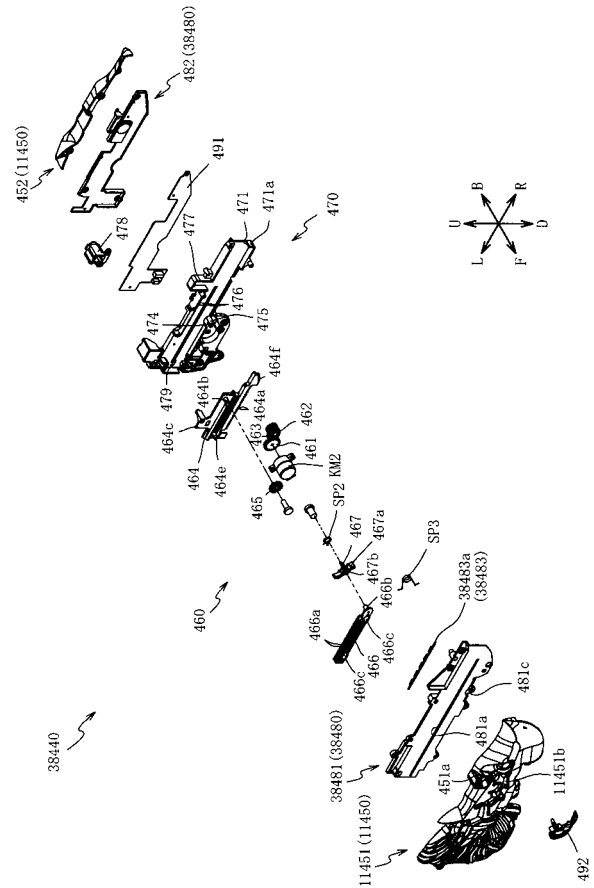 482(38480)
452(11450)
491
478
471
471a
477
470
476
474
475
479
464f
464b
464a
464c
463
462
464
461
464e
KM2
465
SP2
467
467a
467b
SP3
466b
466a
466c
466
466c
38483a
(38483)
460
38440
481c
38481(38480)
481a
451a
11451b
11451(11450)
492
U
B
R
D
F
L